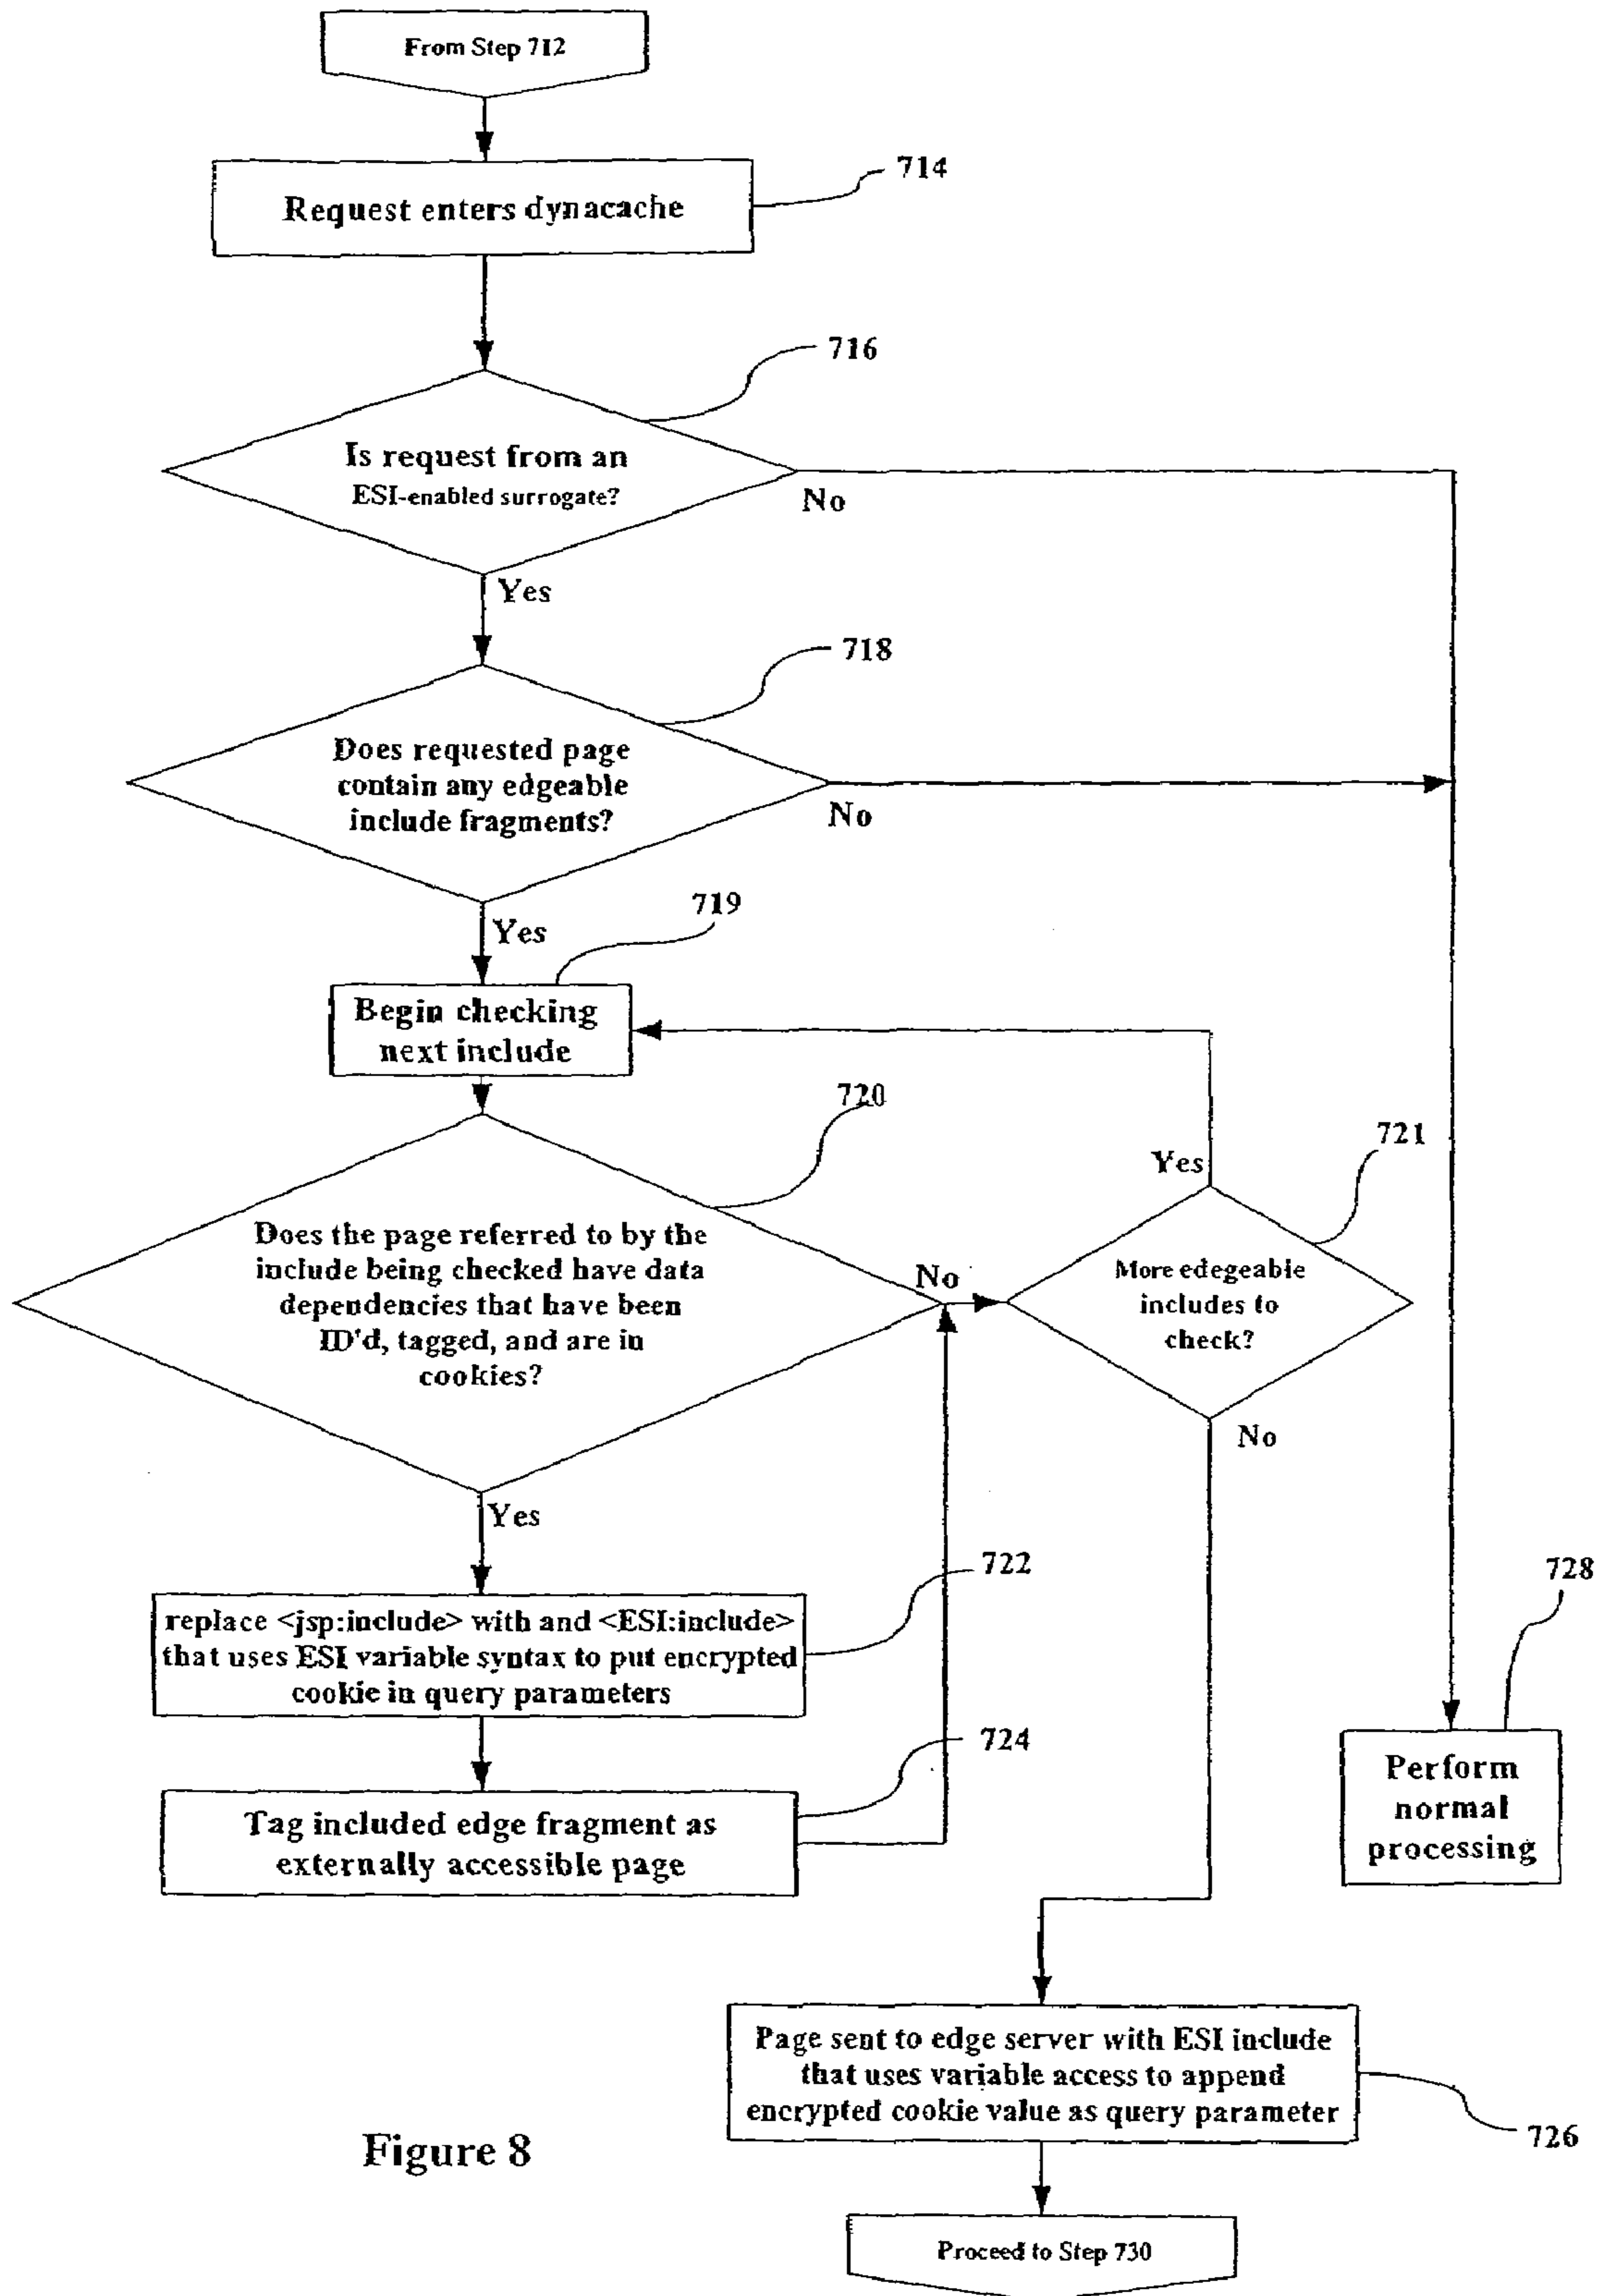 From Step 712
714
Request enters dynacache
716
Is request from an
ESI-enabled surrogate?
No
Yes
718
Does requested page
contain any edgeable
include fragments?
No
Yes
719
Begin checking
next include
720
721
Yes
Does the page referred to by the
include being checked have data
dependencies that have been
ID'd, tagged, and are in
cookies?
No
More edegeable
includes to
check?
No
Yes
722
728
replace <jsp:include> with and <ESI:include>
that uses ESI variable syntax to put encrypted
cookie in query parameters
724
Tag included edge fragment as
externally accessible page
Perform
normal
processing
Page sent to edge server with ESI include
that uses variable access to append
encrypted cookie value as query parameter
726
Figure 8
Proceed to Step 730